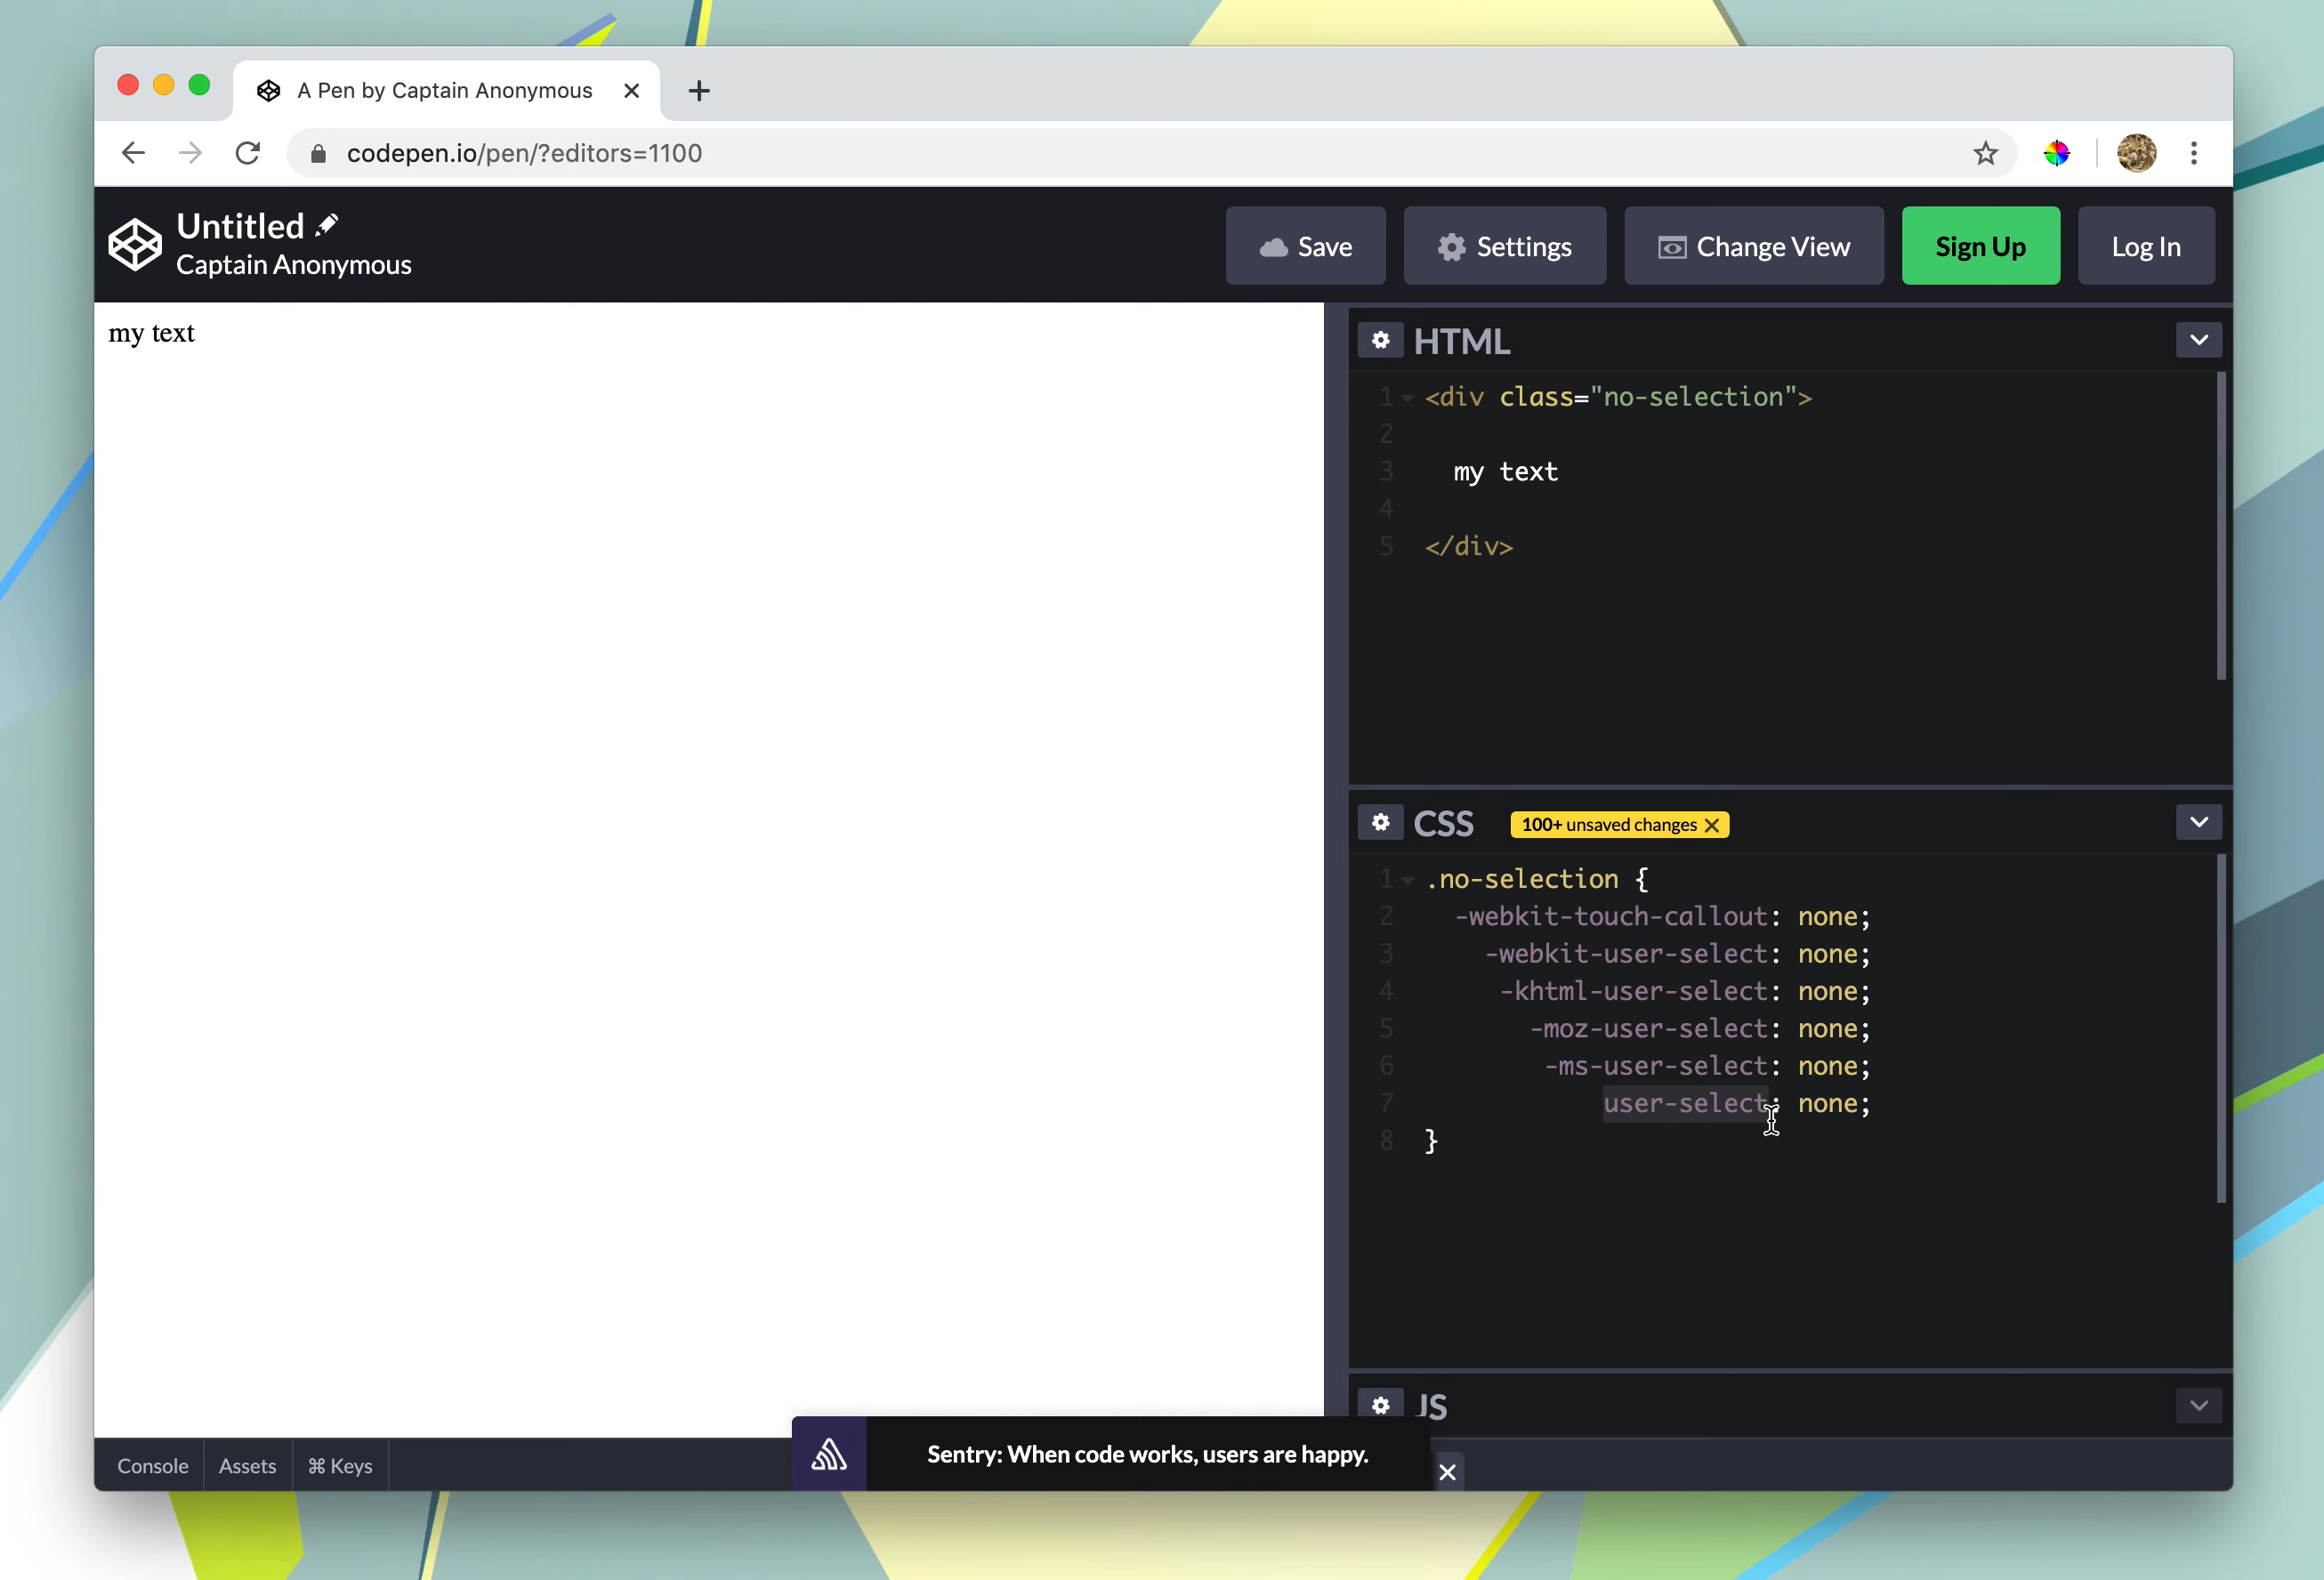 A Pen by Captain Anonymous
codepen.io/pen/?editors=1100
Untitled
Captain Anonymous
Save
Settings
Change View
Sign Up
Log In
my text
HTML
1 <div class="no-selection">
2
3 my text
4
5 </div>
CSS 100+ unsaved changes
1 .no-selection {
2 -webkit-touch-callout: none;
3 -webkit-user-select: none;
4 -khtml-user-select: none;
5 -moz-user-select: none;
6 -ms-user-select: none;
7 user-select: none;
8 }
JS
Console
Assets
⌘ Keys
Sentry: When code works, users are happy.